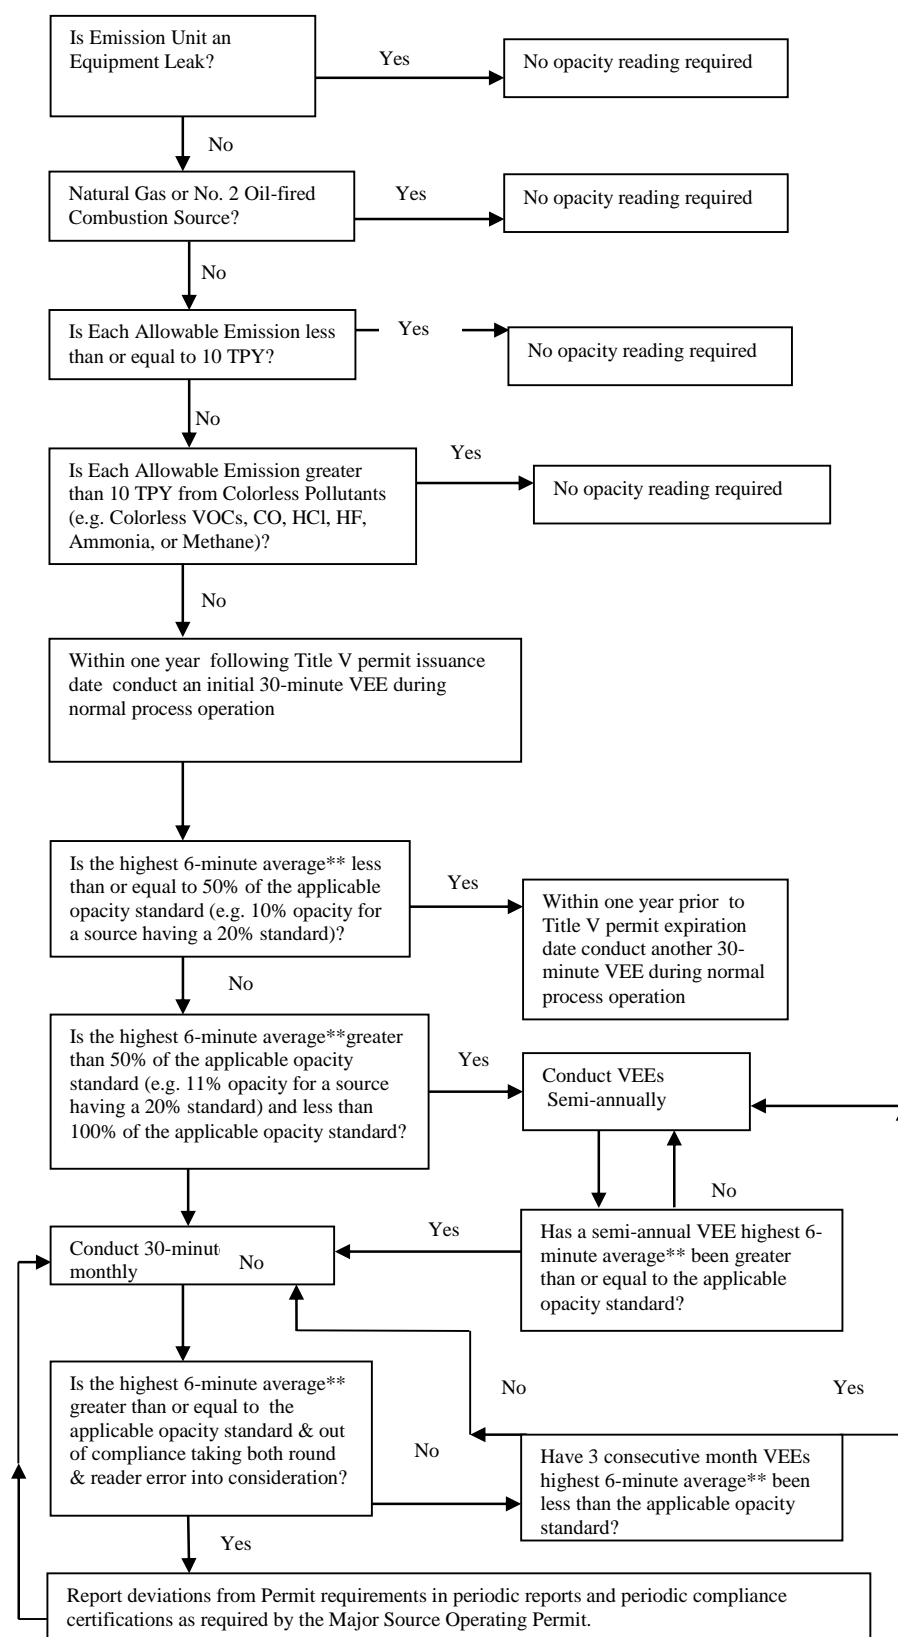 Is Emission Unit an
Equipment Leak?
Yes
No opacity reading required
No
Natural Gas or No. 2 Oil-fired
Combustion Source?
Yes
No opacity reading required
No
Is Each Allowable Emission less
than or equal to 10 TPY?
Yes
No opacity reading required
No
Is Each Allowable Emission greater
than 10 TPY from Colorless Pollutants
(e.g. Colorless VOCs, CO, HCl, HF,
Ammonia, or Methane)?
Yes
No opacity reading required
No
Within one year following Title V permit issuance
date conduct an initial 30-minute VEE during
normal process operation
Is the highest 6-minute average** less
than or equal to 50% of the applicable
opacity standard (e.g. 10% opacity for
a source having a 20% standard)?
Yes
Within one year prior to
Title V permit expiration
date conduct another 30-
minute VEE during normal
process operation
No
Is the highest 6-minute average**greater
than 50% of the applicable opacity
standard (e.g. 11% opacity for a source
having a 20% standard) and less than
100% of the applicable opacity standard?
Yes
Conduct VEEs
Semi-annually
No
Has a semi-annual VEE highest 6-
minute average** been greater
than or equal to the applicable
opacity standard?
Yes
Conduct 30-minut
monthly
No
Is the highest 6-minute average**
greater than or equal to the
applicable opacity standard & out
of compliance taking both round
& reader error into consideration?
No
No
Yes
Have 3 consecutive month VEEs
highest 6-minute average** been
less than the applicable opacity
standard?
Yes
Report deviations from Permit requirements in periodic reports and periodic compliance
certifications as required by the Major Source Operating Permit.